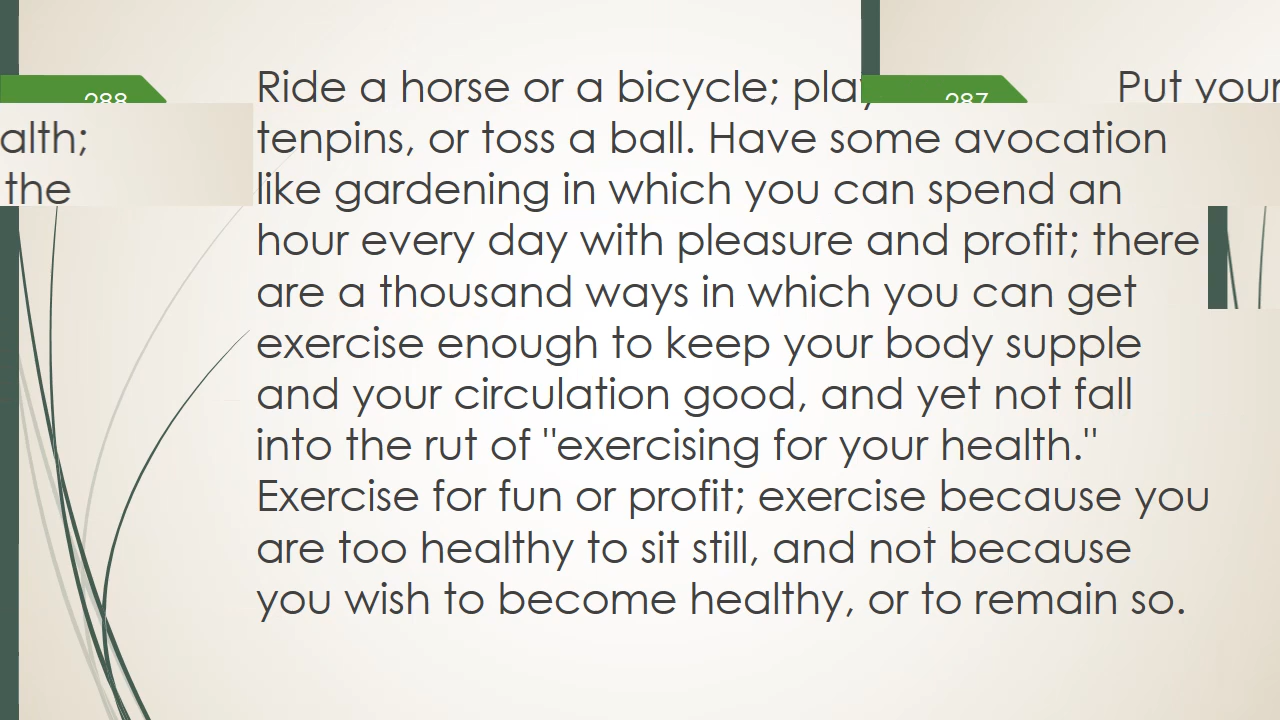 288
Ride a horse or a bicycle; play
287
Put your
alth;
tenpins, or toss a ball. Have some avocation
the
like gardening in which you can spend an
hour every day with pleasure and profit; there
are a thousand ways in which you can get
exercise enough to keep your body supple
and your circulation good, and yet not fall
into the rut of "exercising for your health."
Exercise for fun or profit; exercise because you
are too healthy to sit still, and not because
you wish to become healthy, or to remain so.